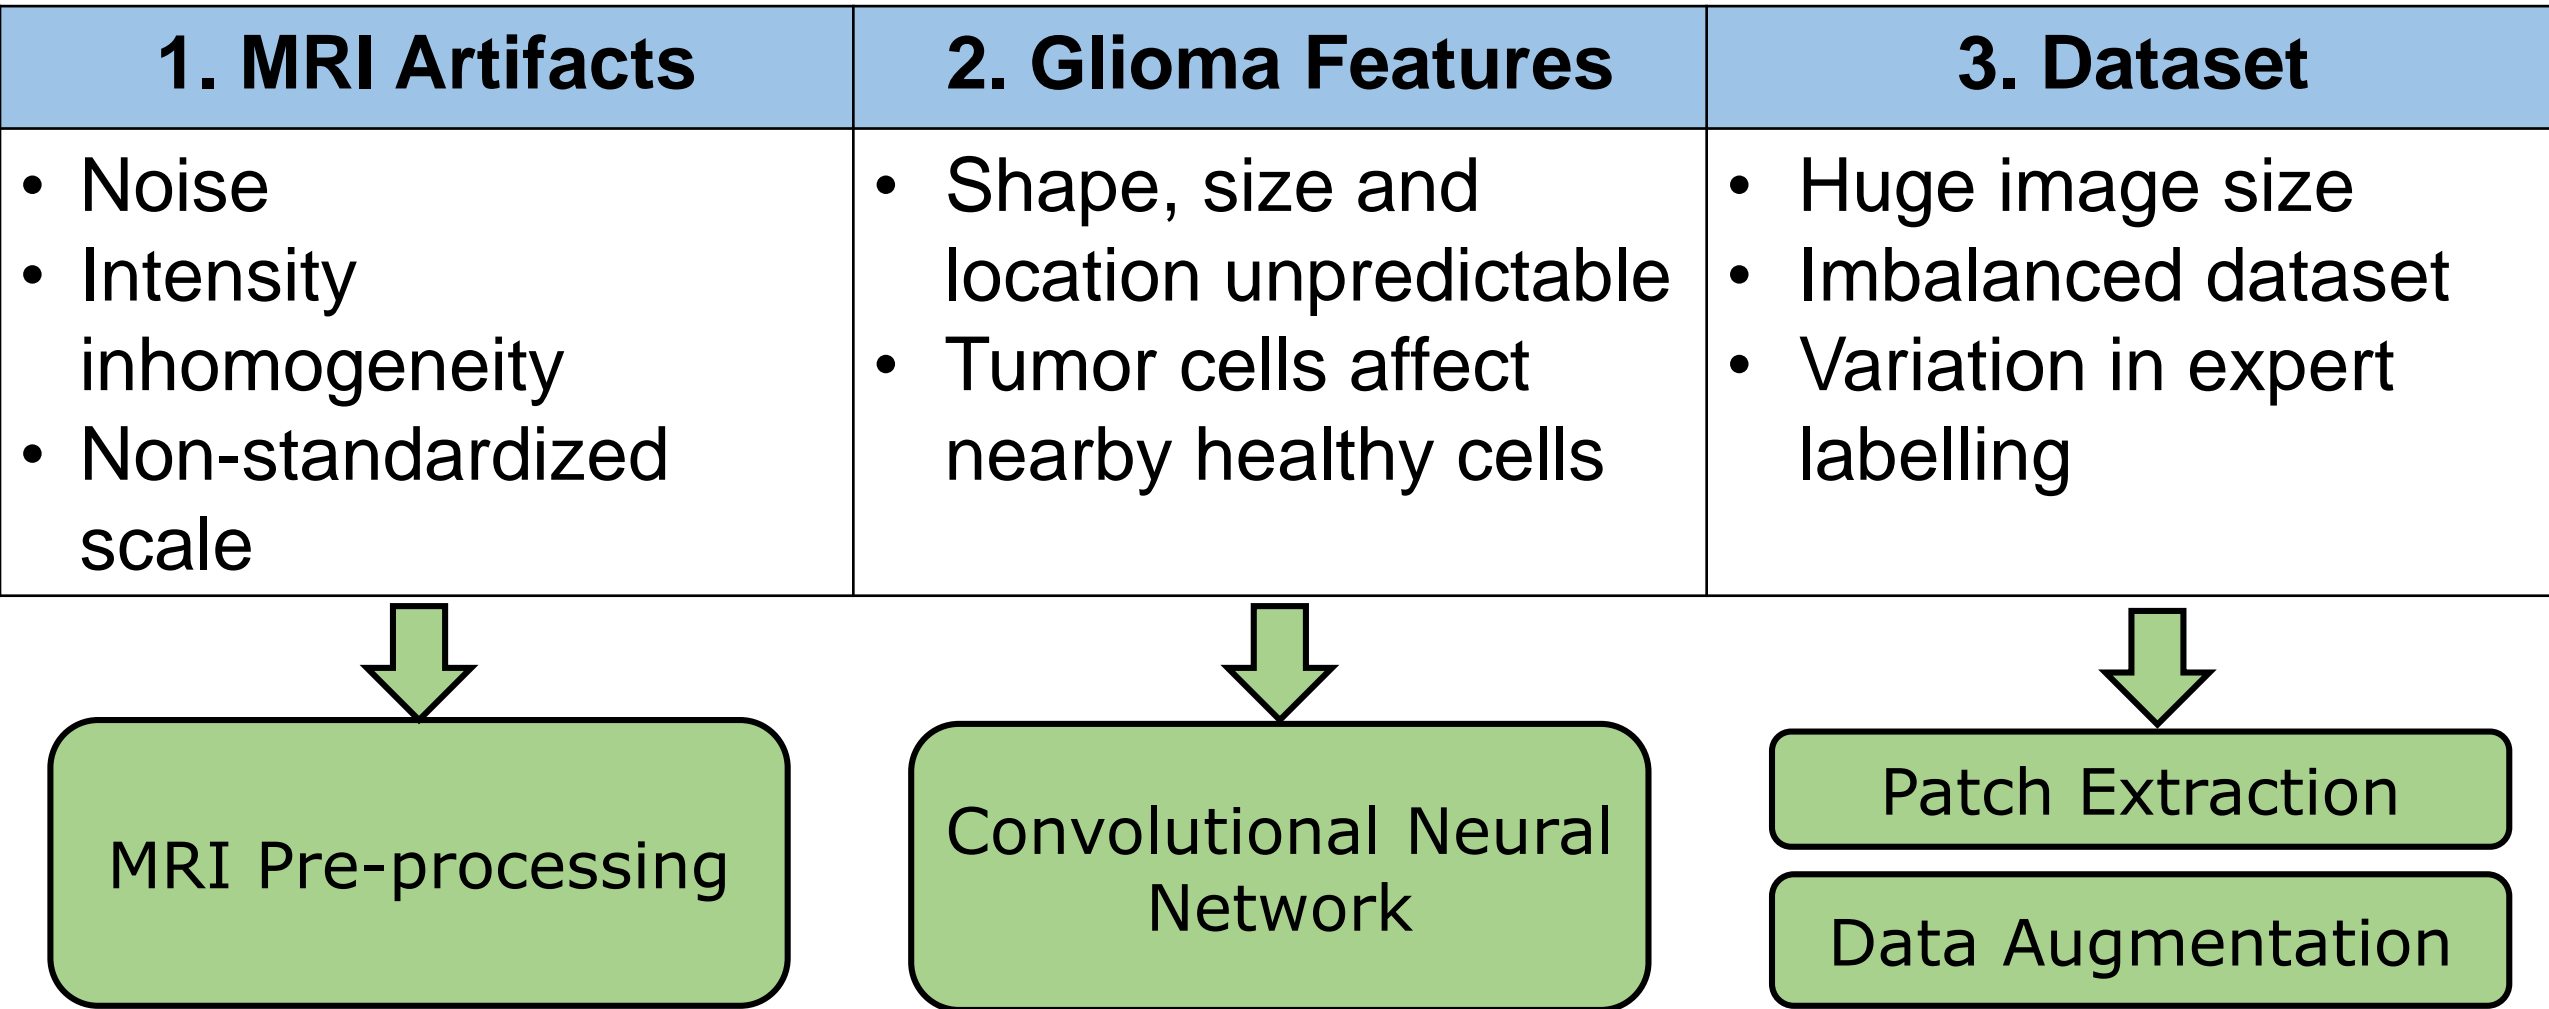 1. MRI Artifacts
2. Glioma Features
3. Dataset
• Noise
• Intensity
inhomogeneity
• Non-standardized
scale
• Shape, size and
location unpredictable
• Tumor cells affect
nearby healthy cells
• Huge image size
• Imbalanced dataset
• Variation in expert
labelling
MRI Pre-processing
Convolutional Neural
Network
Patch Extraction
Data Augmentation